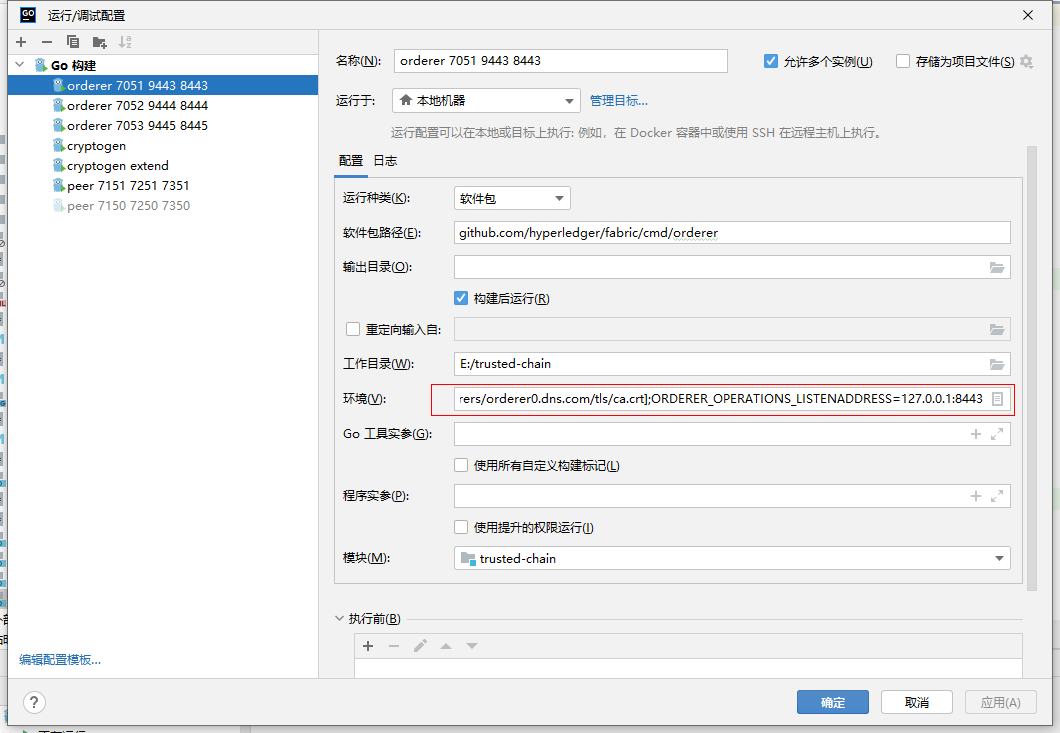 GO 运行/调试配置
Go 构建
orderer 7051 9443 8443
orderer 7052 9444 8444
orderer 7053 9445 8445
cryptogen
cryptogen extend
peer 7151 7251 7351
peer 7150 7250 7350
编辑配置模板...
名称(N): orderer 7051 9443 8443 允许多个实例(U) 存储为项目文件(S)
运行于: 本地机器 管理目标...
运行配置可以在本地或目标上执行: 例如，在 Docker 容器中或使用 SSH 在远程主机上执行。
配置 日志
运行种类(K): 软件包
软件包路径(E): github.com/hyperledger/fabric/cmd/orderer
输出目录(O):
构建后运行(R)
重定向输入自:
工作目录(W): E:/trusted-chain
环境(V): rers/orderer0.dns.com/tls/ca.crt];ORDERER_OPERATIONS_LISTENADDRESS=127.0.0.1:8443
Go 工具实参(G):
使用所有自定义构建标记(L)
程序实参(P):
使用提升的权限运行(I)
模块(M): trusted-chain
执行前(B)
? 确定 取消 应用(A)